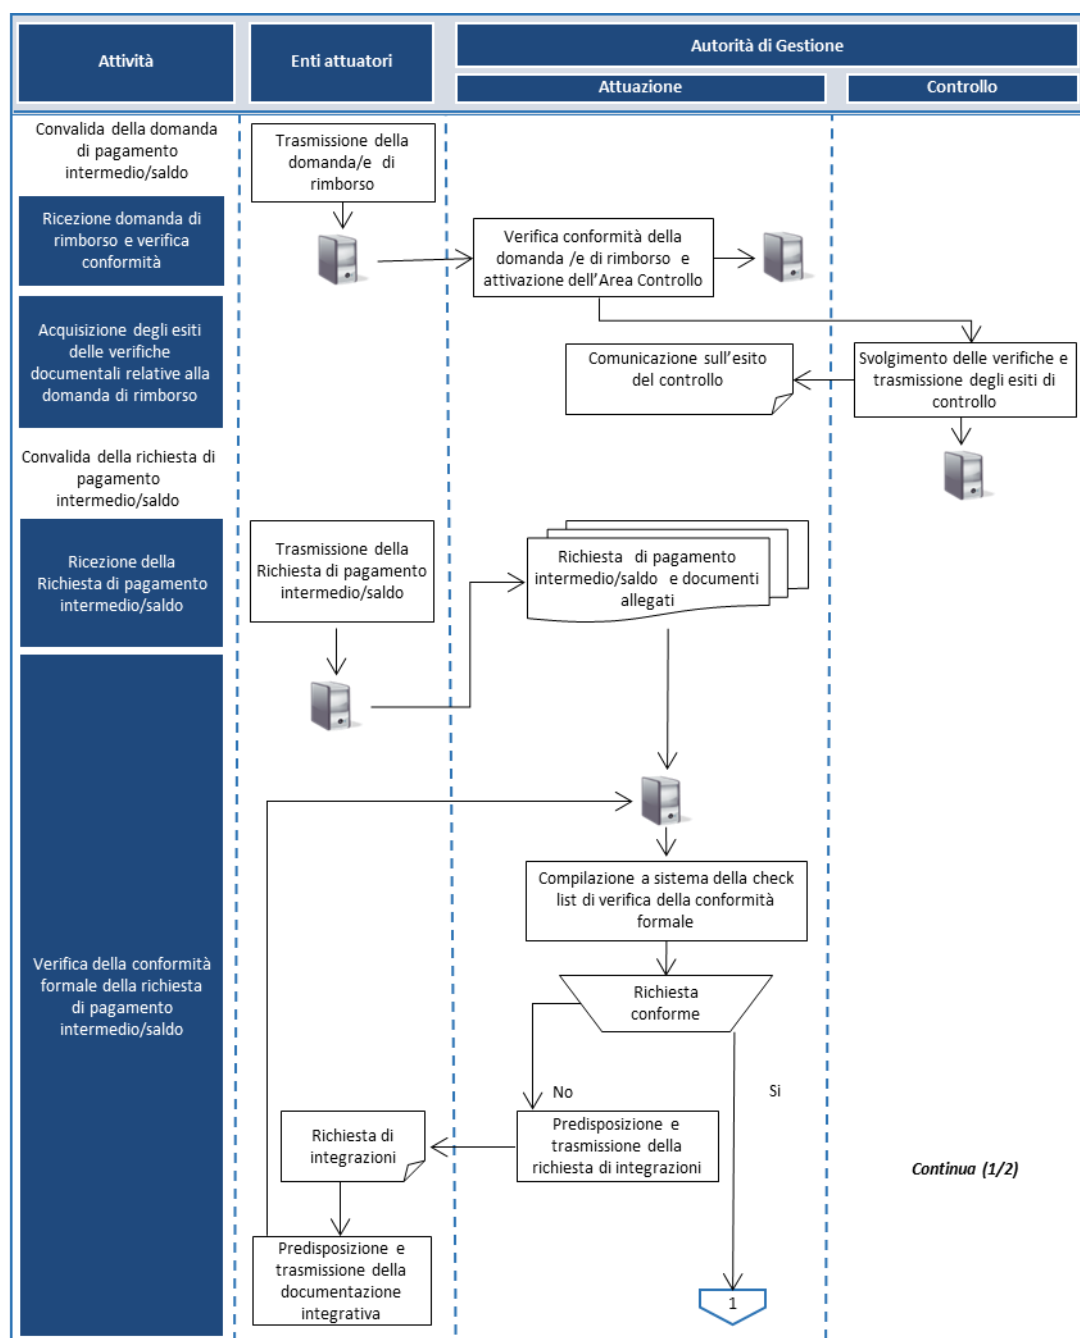 Attività
Enti attuatori
Autorità di Gestione
Attuazione
Controllo
Convalida della domanda
di pagamento
intermedio/saldo
Trasmissione della
domanda/e di
rimborso
Ricezione domanda di
rimborso e verifica
conformità
Verifica conformità della
domanda /e di rimborso e
attivazione dell'Area Controllo
Acquisizione degli esiti
delle verifiche
documentali relative alla
domanda di rimborso
Comunicazione sull'esito
del controllo
Svolgimento delle verifiche e
trasmissione degli esiti di
controllo
Convalida della richiesta di
pagamento
intermedio/saldo
Ricezione della
Richiesta di pagamento
intermedio/saldo
Trasmissione della
Richiesta di pagamento
intermedio/saldo
Richiesta di pagamento
intermedio/saldo e documenti
allegati
Compilazione a sistema della check
list di verifica della conformità
formale
Verifica della conformità
formale della richiesta
di pagamento
intermedio/saldo
Richiesta
conforme
No
Si
Richiesta di
integrazioni
Predisposizione e
trasmissione della
richiesta di integrazioni
Continua (1/2)
Predisposizione e
trasmissione della
documentazione
integrativa
1